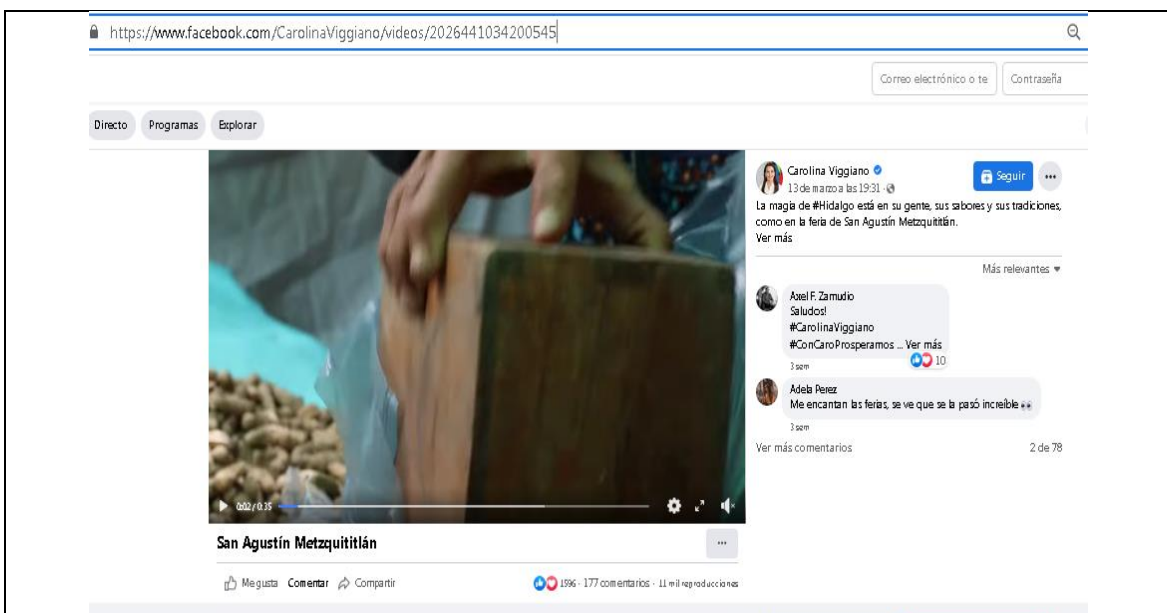 https://www.facebook.com/CarolinaViggiano/videos/2026441034200545
Correo electrónico o te
Contraseña
Directo
Programas
Explorar
Carolina Viggiano
13 de marzo a las 19:31 ·
Seguir
La magia de #Hidalgo está en su gente, sus sabores y sus tradiciones,
como en la feria de San Agustín Metzquititlán.
Ver más
Más relevantes
Axel F. Zamudio
Saludos!
#CarolinaViggiano
#ConCaroProsperamos ... Ver más
10
3 sem
Adela Perez
Me encantan las ferias, se ve que se la pasó increíble 👀
3 sem
Ver más comentarios
2 de 78
0:02 / 0:35
San Agustín Metzquititlán
Me gusta
Comentar
Compartir
1596 · 177 comentarios · 11 mil reproducciones